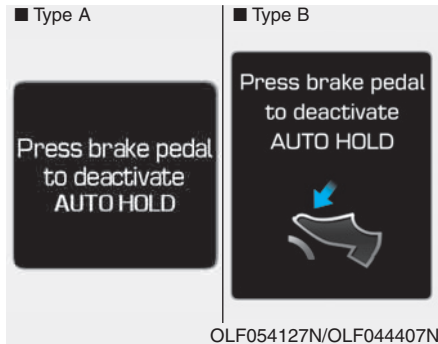 ■ Type A
Press brake pedal
to deactivate
AUTO HOLD
■ Type B
Press brake pedal
to deactivate
AUTO HOLD
OLF054127N/OLF044407N